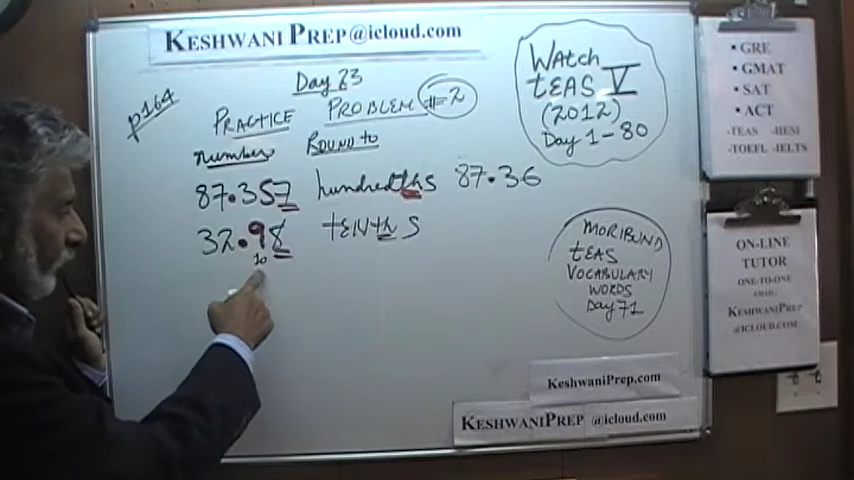 KESHWANI PREP@icloud.com
Day 23
p164
PRACTICE PROBLEM #=2
number Round to
87.357 hundredths 87.36
32.98 tENthS
10
WAtch
tEAS V
(2012)
Day 1-80
MORIBUND
tEAS
VOCABULARY
WORDS
Day 71
KESHWANIPREP.COM
KESHWANIPREP @icloud.com
▪ GRE
▪ GMAT
▪ SAT
▪ ACT
-TEAS -HESI
-TOEFL -IELTS
ON-LINE
TUTOR
ONE-TO-ONE
EMAIL:
KESHWANIPREP
@ICLOUD.COM